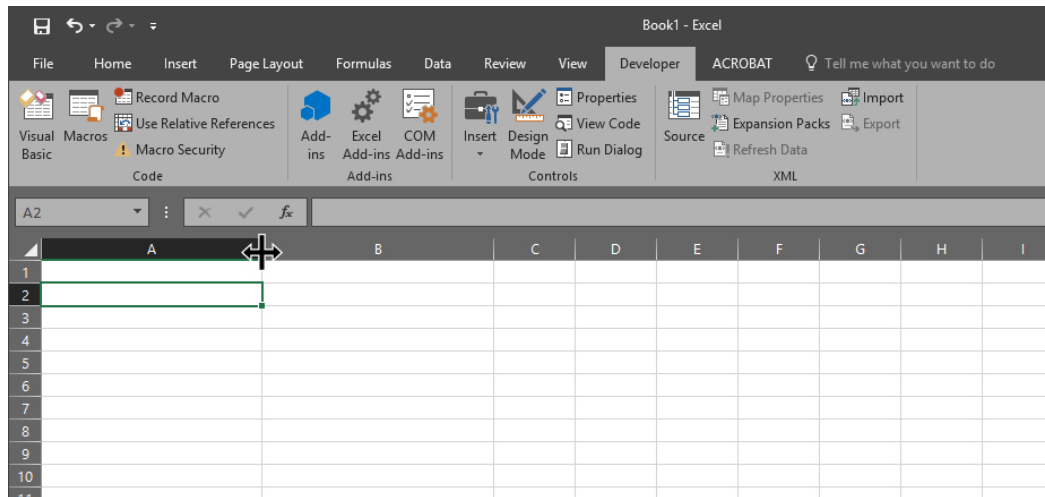 Book1 - Excel
File Home Insert Page Layout Formulas Data Review View Developer ACROBAT Tell me what you want to do
Visual Basic
Macros
Record Macro
Use Relative References
Macro Security
Code
Add-ins
Excel Add-ins
COM Add-ins
Add-ins
Insert
Design Mode
Properties
View Code
Run Dialog
Controls
Source
Map Properties
Expansion Packs
Refresh Data
Import
Export
XML
A2 fx
A B C D E F G H I
1
2
3
4
5
6
7
8
9
10
11